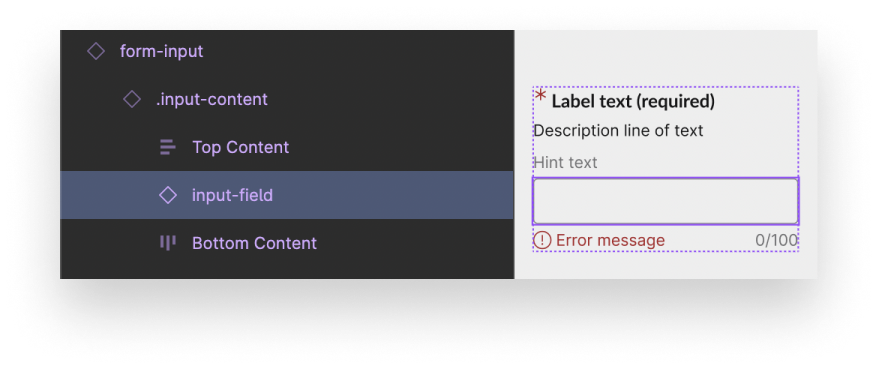 form-input
.input-content
Top Content
input-field
Bottom Content
* Label text (required)
Description line of text
Hint text
Error message 0/100